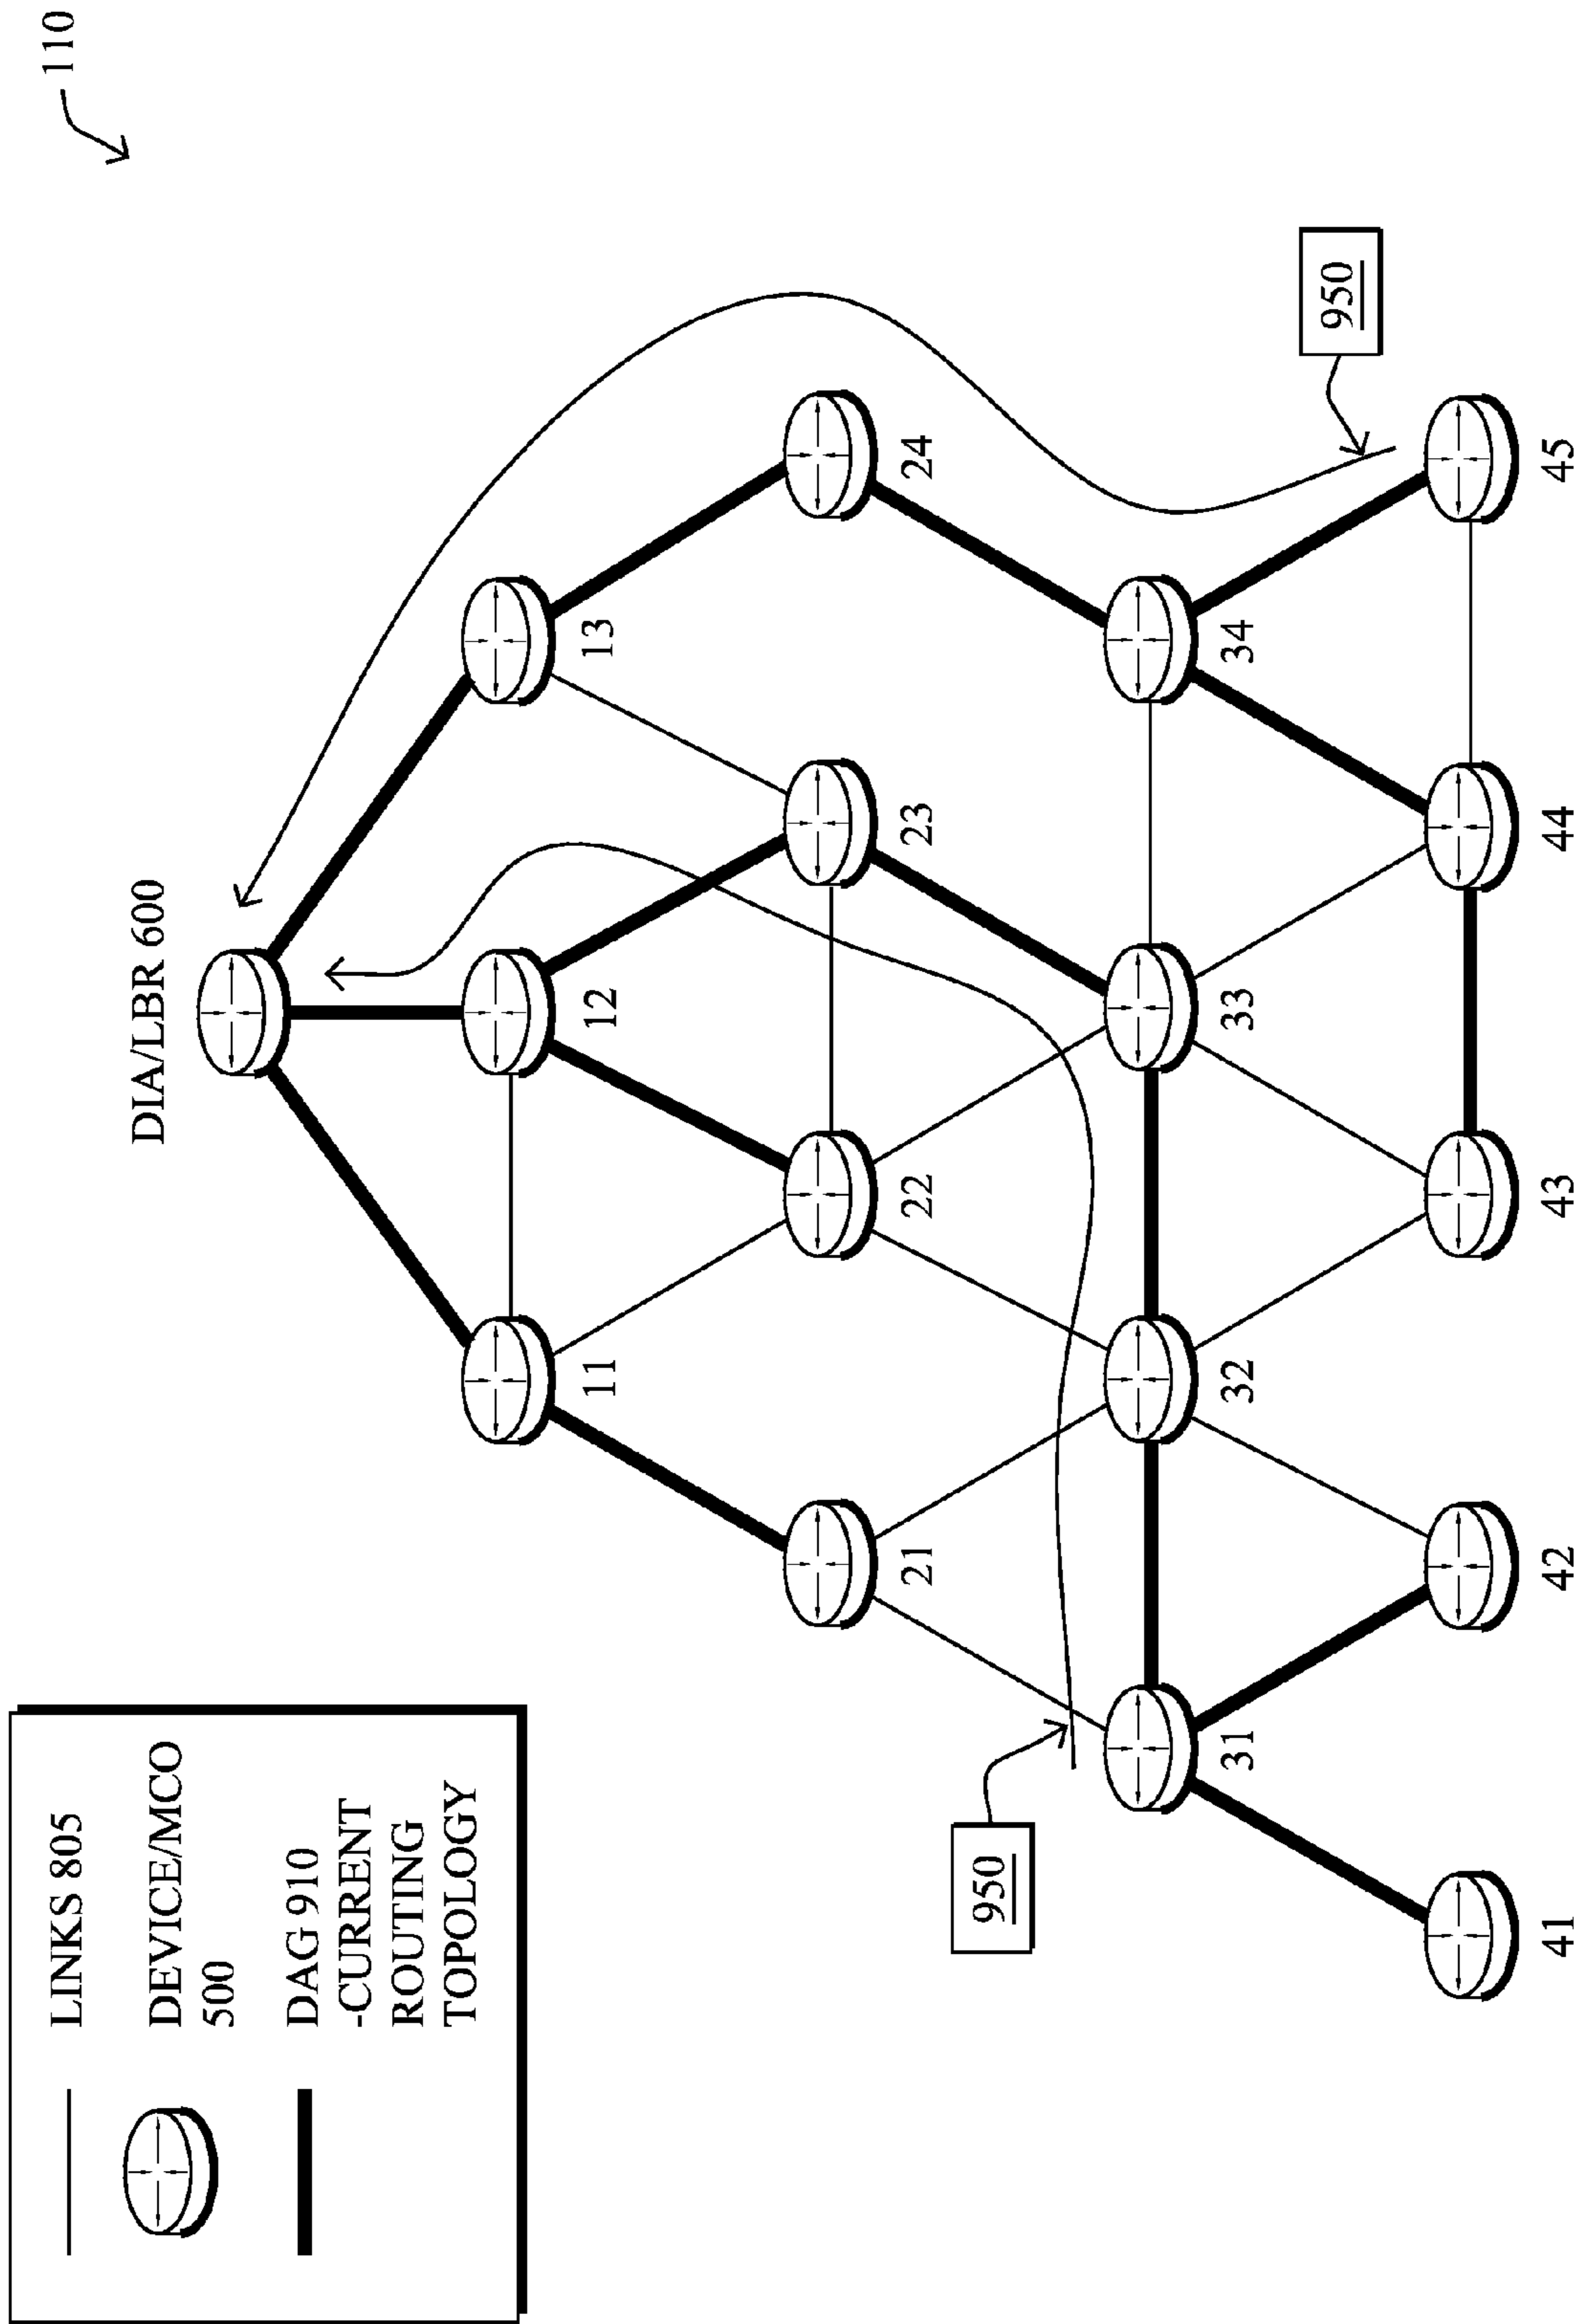 LINKS 805
DEVICE/MCO
500
DAG 910
-CURRENT
ROUTING
TOPOLOGY
110
DIA/LBR 600
11
12
13
21
22
23
24
950
31
32
33
34
950
41
42
43
44
45